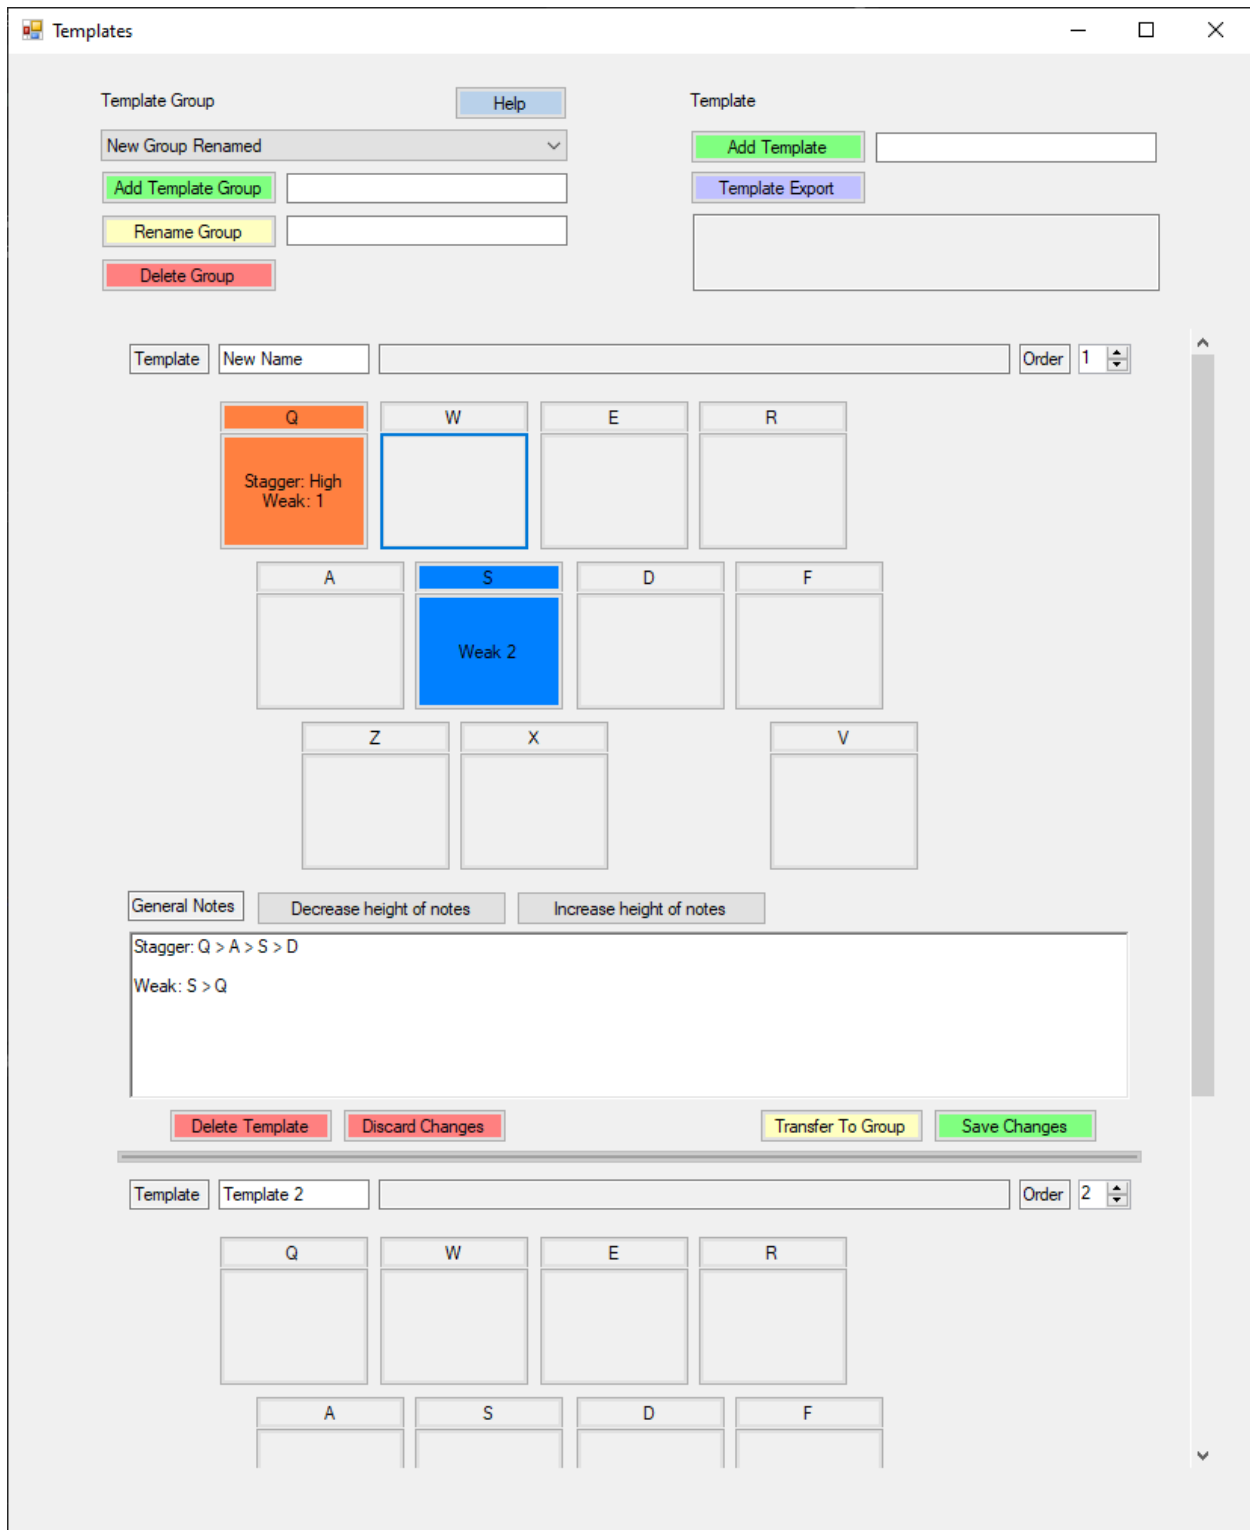 Templates
Template Group
Help
Template
New Group Renamed
Add Template
Add Template Group
Template Export
Rename Group
Delete Group
Template
New Name
Order
1
Q
W
E
R
Stagger: High
Weak: 1
A
S
D
F
Weak 2
Z
X
V
General Notes
Decrease height of notes
Increase height of notes
Stagger: Q > A > S > D
Weak: S > Q
Delete Template
Discard Changes
Transfer To Group
Save Changes
Template
Template 2
Order
2
Q
W
E
R
A
S
D
F